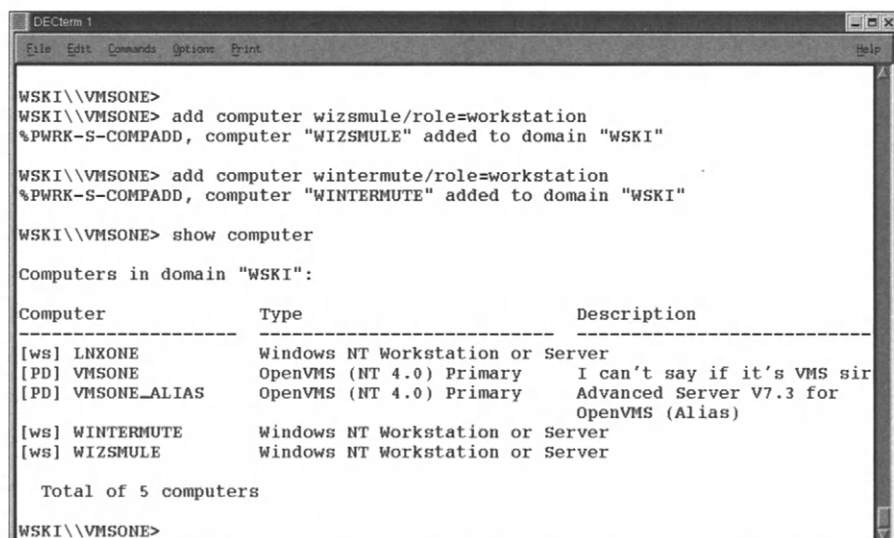 DECterm 1
File Edit Commands Options Print Help
WSKI\\VMSONE>
WSKI\\VMSONE> add computer wizsmule/role=workstation
%PWRK-S-COMPADD, computer "WIZSMULE" added to domain "WSKI"
WSKI\\VMSONE> add computer wintermute/role=workstation
%PWRK-S-COMPADD, computer "WINTERMUTE" added to domain "WSKI"
WSKI\\VMSONE> show computer
Computers in domain "WSKI":
Computer Type Description
--------------------- ---------------------------- ----------------------------
[ws] LNXONE Windows NT Workstation or Server
[PD] VMSONE OpenVMS (NT 4.0) Primary I can't say if it's VMS sir
[PD] VMSONE_ALIAS OpenVMS (NT 4.0) Primary Advanced Server V7.3 for
OpenVMS (Alias)
[ws] WINTERMUTE Windows NT Workstation or Server
[ws] WIZSMULE Windows NT Workstation or Server
Total of 5 computers
WSKI\\VMSONE>